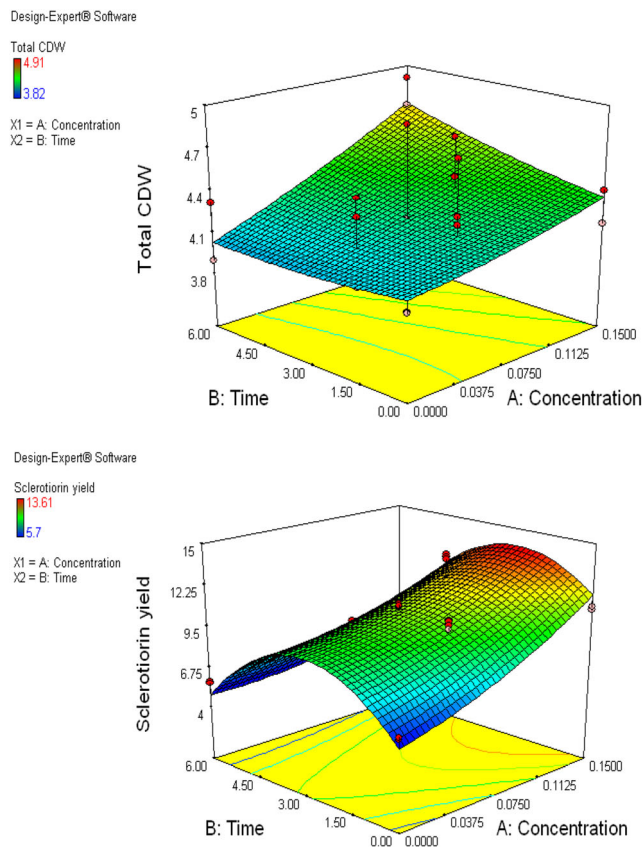 Design-Expert® Software
Total CDW
4.91
3.82
X1 = A: Concentration
X2 = B: Time
5
4.7
4.4
4.1
3.8
Total CDW
6.00
4.50
3.00
1.50
0.00
B: Time
0.0000
0.0375
0.0750
0.1125
0.1500
A: Concentration
Design-Expert® Software
Sclerotiorin yield
13.61
5.7
X1 = A: Concentration
X2 = B: Time
15
12.25
9.5
6.75
4
Sclerotiorin yield
6.00
4.50
3.00
1.50
0.00
B: Time
0.0000
0.0375
0.0750
0.1125
0.1500
A: Concentration